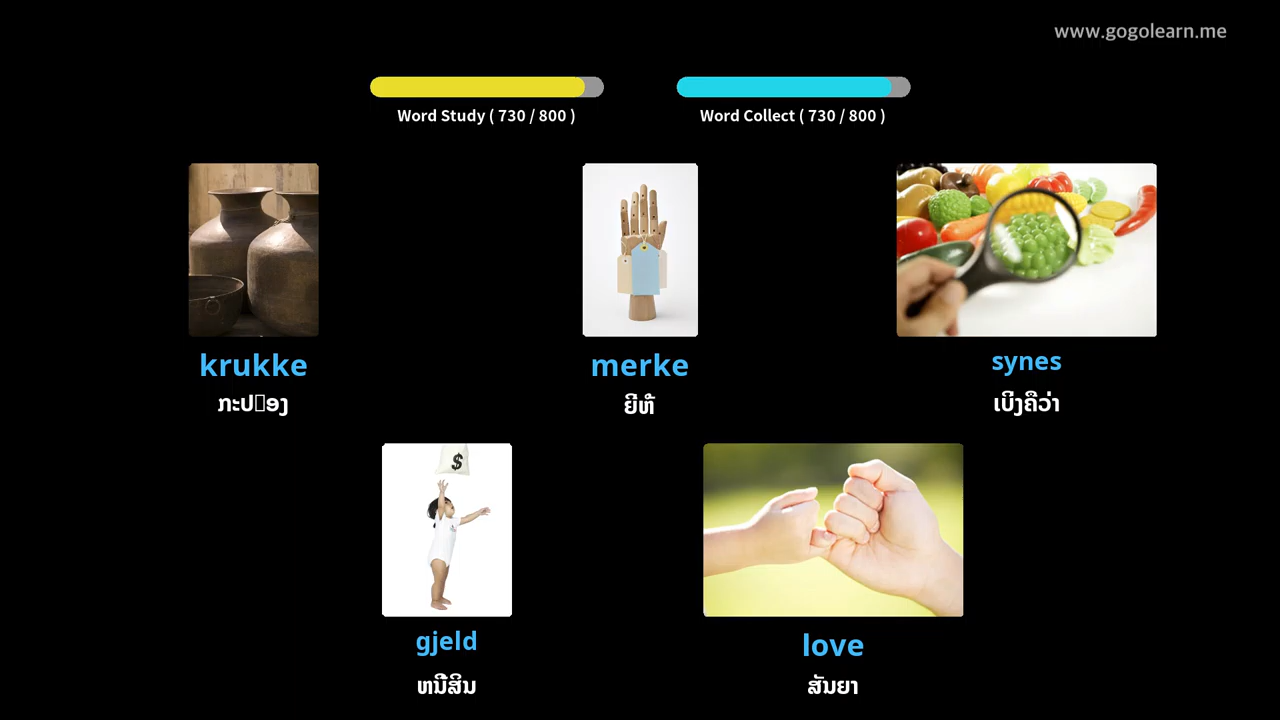 www.gogolearn.me
Word Study ( 730 / 800 )
Word Collect ( 730 / 800 )
krukke
merke
synes
ຍີ່ຫໍ້
ເບິ່ງຄືວ່າ
$
gjeld
love
ຫນີ້ສິນ
ສັນຍາ